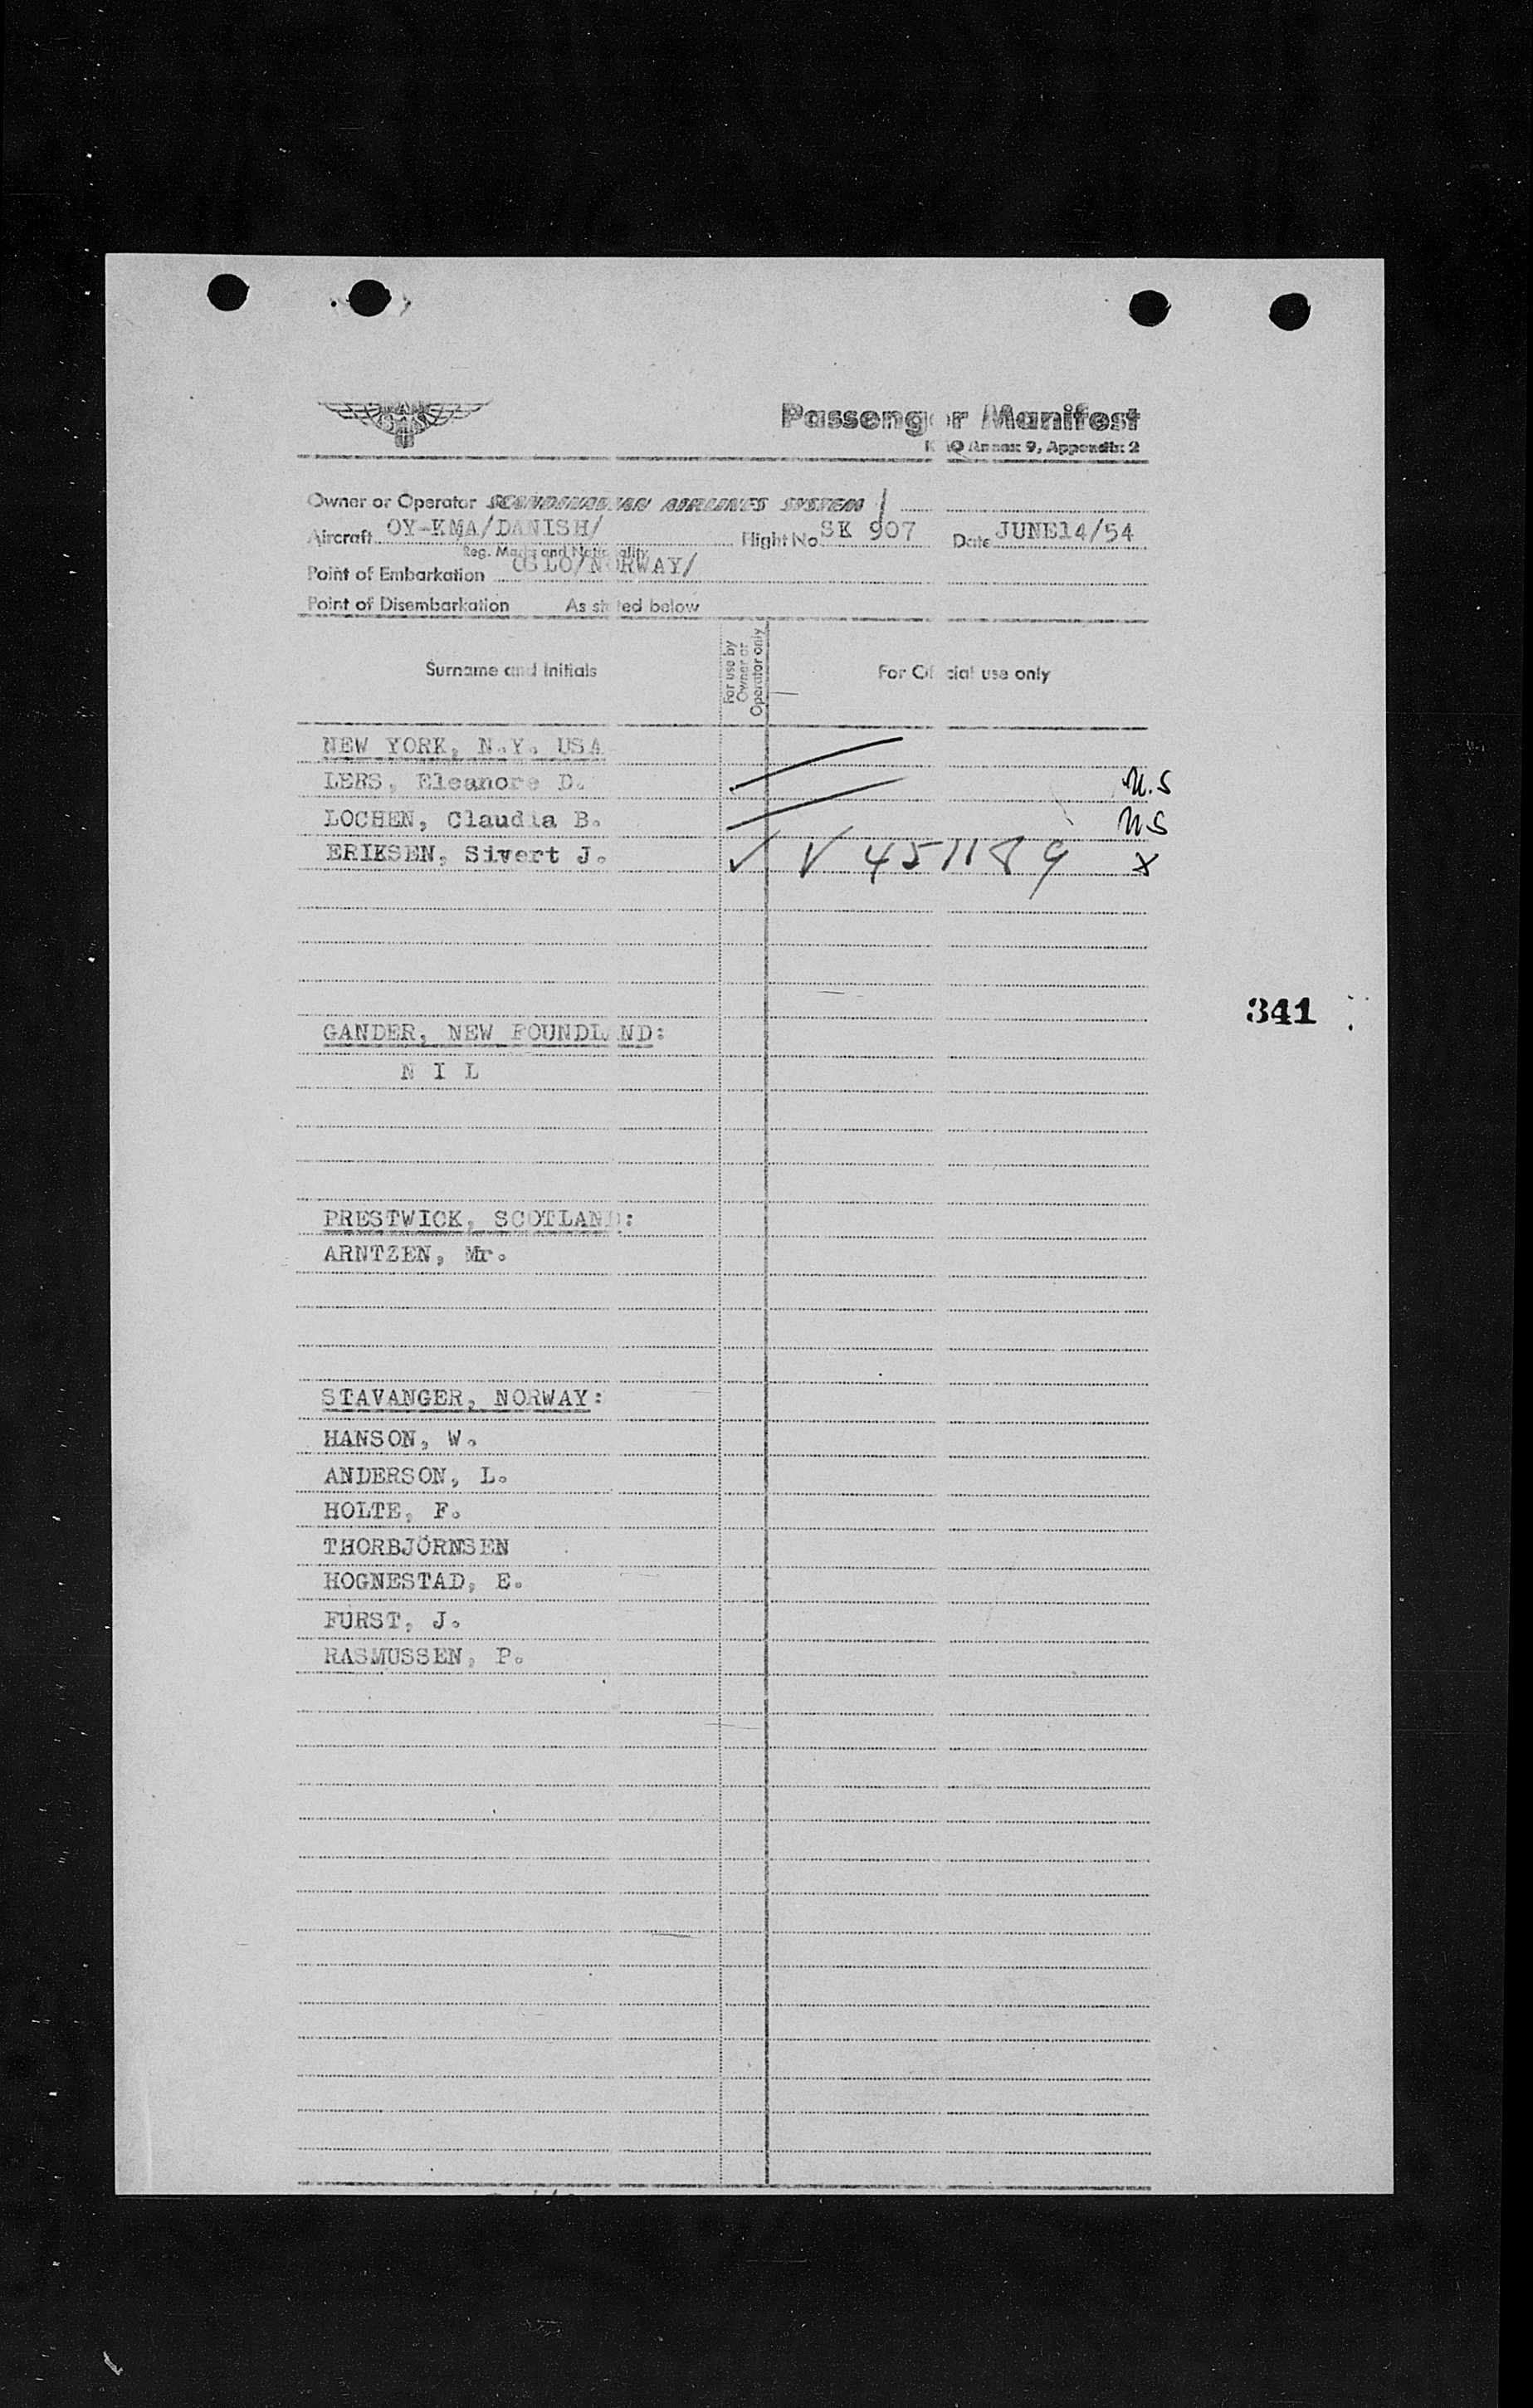 Passenger Manifest
ICAO Annex 9, Appendix 2
Owner or Operator SCANDINAVIAN AIRLINES SYSTEM
Aircraft OY-KMA/DANISH/ Flight No SK 907 Date JUNE14/54
Reg. Marks and Nationality
Point of Embarkation OSLO/NORWAY/
Point of Disembarkation As stated below
Surname and Initials For use by Owner or Operator only For Official use only
NEW YORK, N.Y. USA
LERS, Eleanore D. U.S
LOCHEN, Claudia B. US
ERIKSEN, Sivert J. ✓ V 451189 x
341
GANDER, NEW FOUNDLAND:
N I L
PRESTWICK, SCOTLAND:
ARNTZEN, Mr.
STAVANGER, NORWAY:
HANSON, W.
ANDERSON, L.
HOLTE, F.
THORBJÖRNSEN
HOGNESTAD, E.
FURST, J.
RASMUSSEN, P.